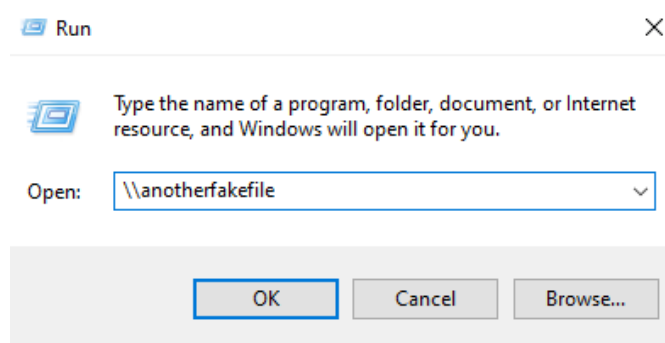 Run
Type the name of a program, folder, document, or Internet
resource, and Windows will open it for you.
Open: \\anotherfakefile
OK Cancel Browse...